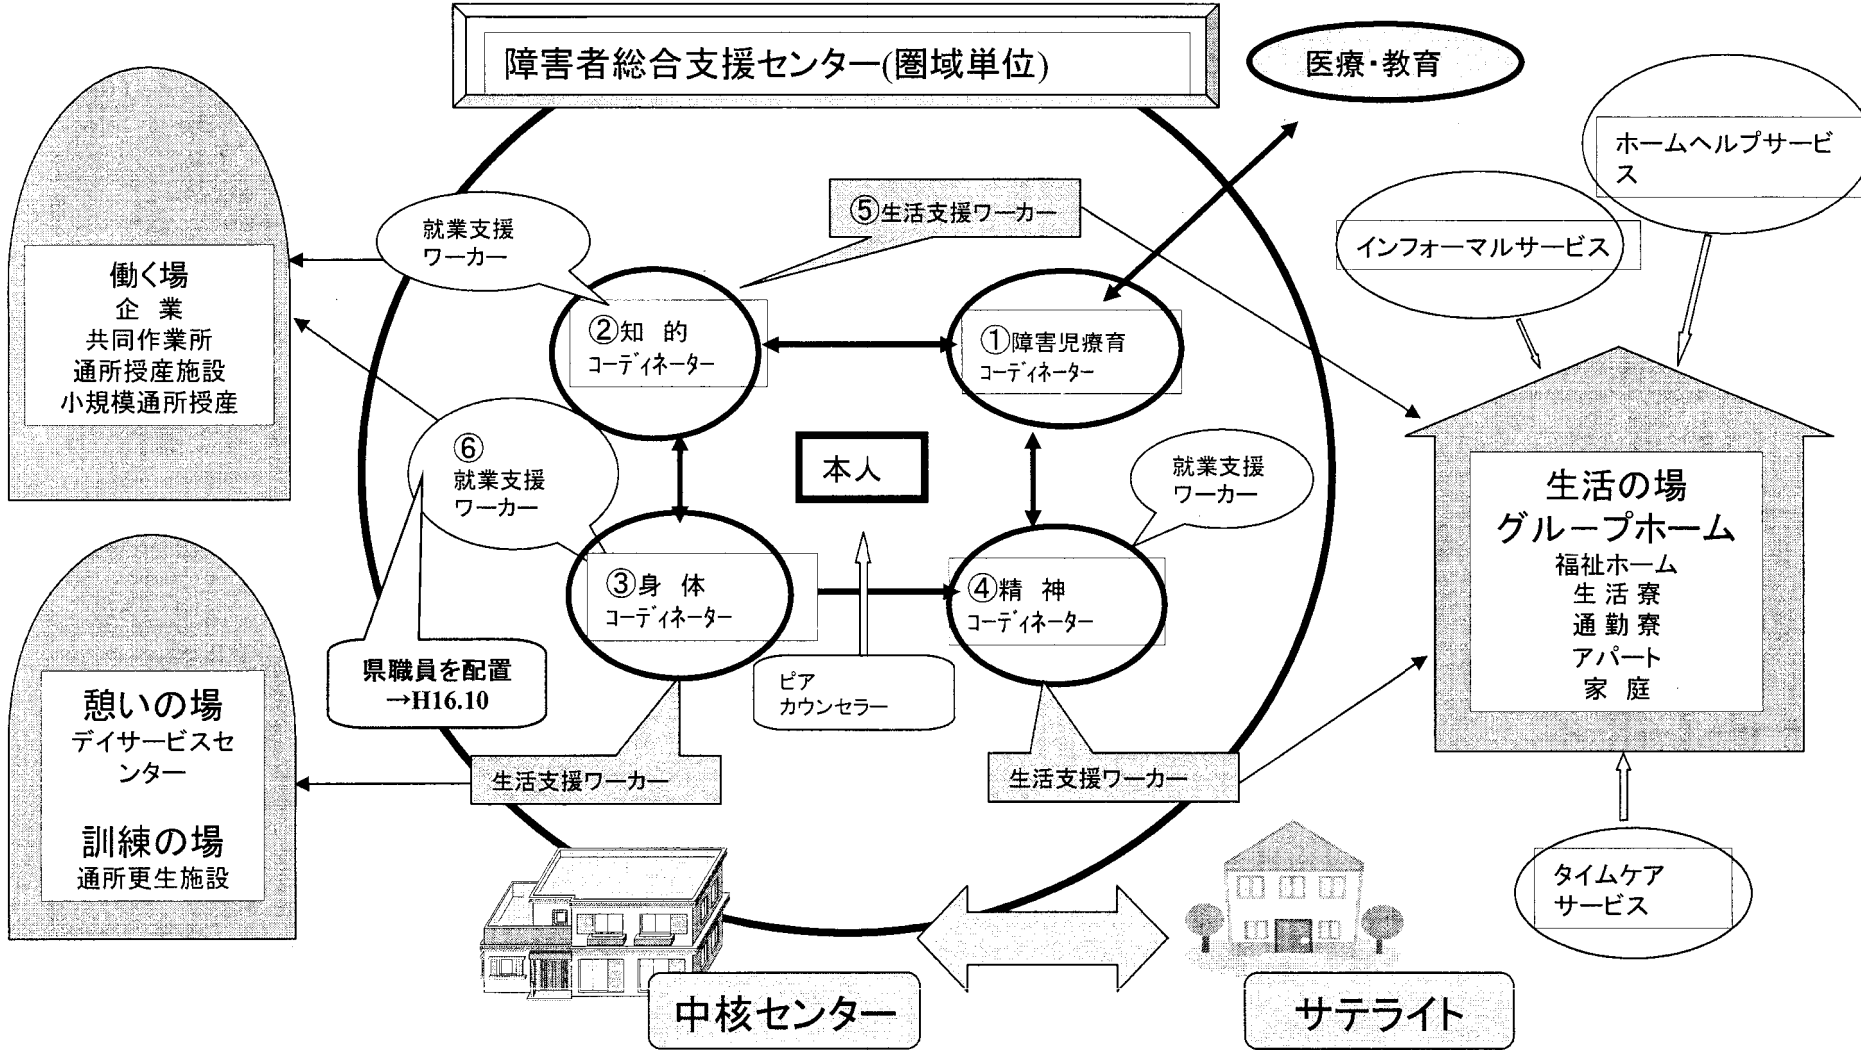 障害者総合支援センター(圏域単位)
医療・教育
ホームヘルプサービ
ス
インフォーマルサービス
⑤生活支援ワーカー
就業支援
ワーカー
働く場
企 業
共同作業所
通所授産施設
小規模通所授産
②知 的
コーディネーター
①障害児療育
コーディネーター
⑥
就業支援
ワーカー
本人
就業支援
ワーカー
生活の場
グループホーム
福祉ホーム
生 活 寮
通 勤 寮
アパート
家 庭
③身 体
コーディネーター
④精 神
コーディネーター
県職員を配置
→H16.10
ピア
カウンセラー
憩いの場
デイサービスセ
ンター
訓練の場
通所更生施設
生活支援ワーカー
生活支援ワーカー
タイムケア
サービス
中核センター
サテライト